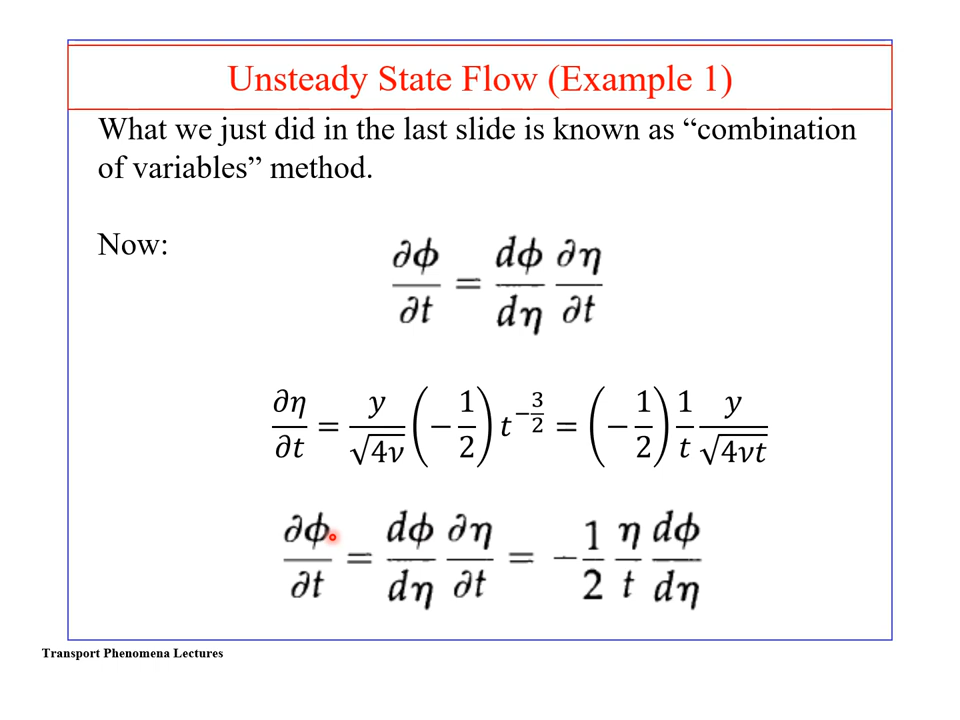 Unsteady State Flow (Example 1)
What we just did in the last slide is known as “combination
of variables” method.
Now:
∂ϕ/∂t = dϕ/dη ∂η/∂t
∂η/∂t = y/√4ν (−1/2) t^(−3/2) = (−1/2) 1/t y/√4νt
∂ϕ/∂t = dϕ/dη ∂η/∂t = −1/2 η/t dϕ/dη
Transport Phenomena Lectures